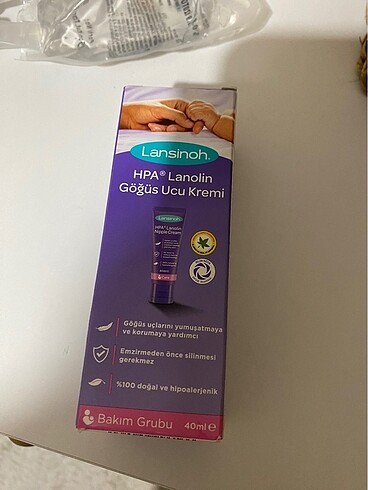 Lansinoh®
HPA® Lanolin
Göğüs Ucu Kremi
Lansinoh
HPA® Lanolin
Nipple Cream
Göğüs uçlarını yumuşatmaya
ve korumaya yardımcı
Emzirmeden önce silinmesi
gerekmez
%100 doğal ve hipoalerjenik
Bakım Grubu
40ml e